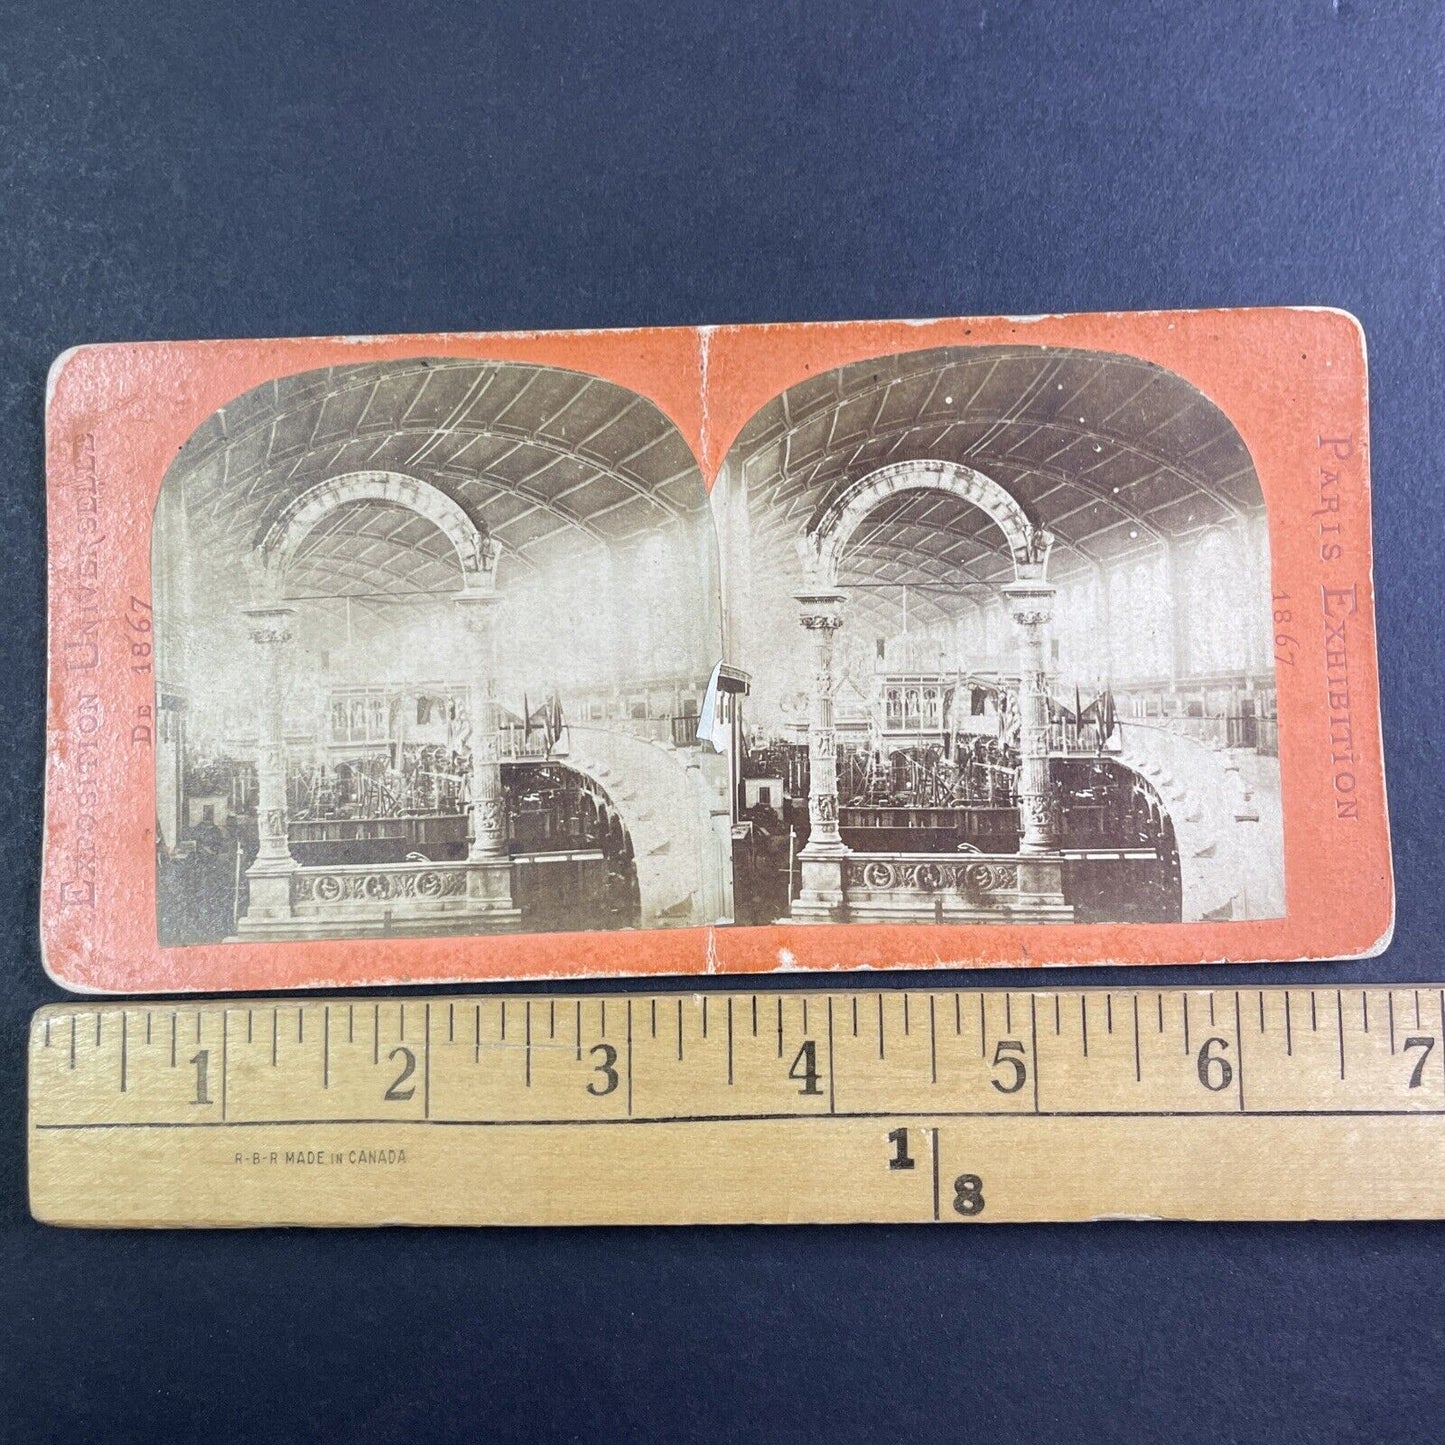 EXPOSITION UNIVERSELLE
DE 1867
PARIS EXHIBITION
1867
1 2 3 4 5 6 7
R-B-R MADE IN CANADA
1
8